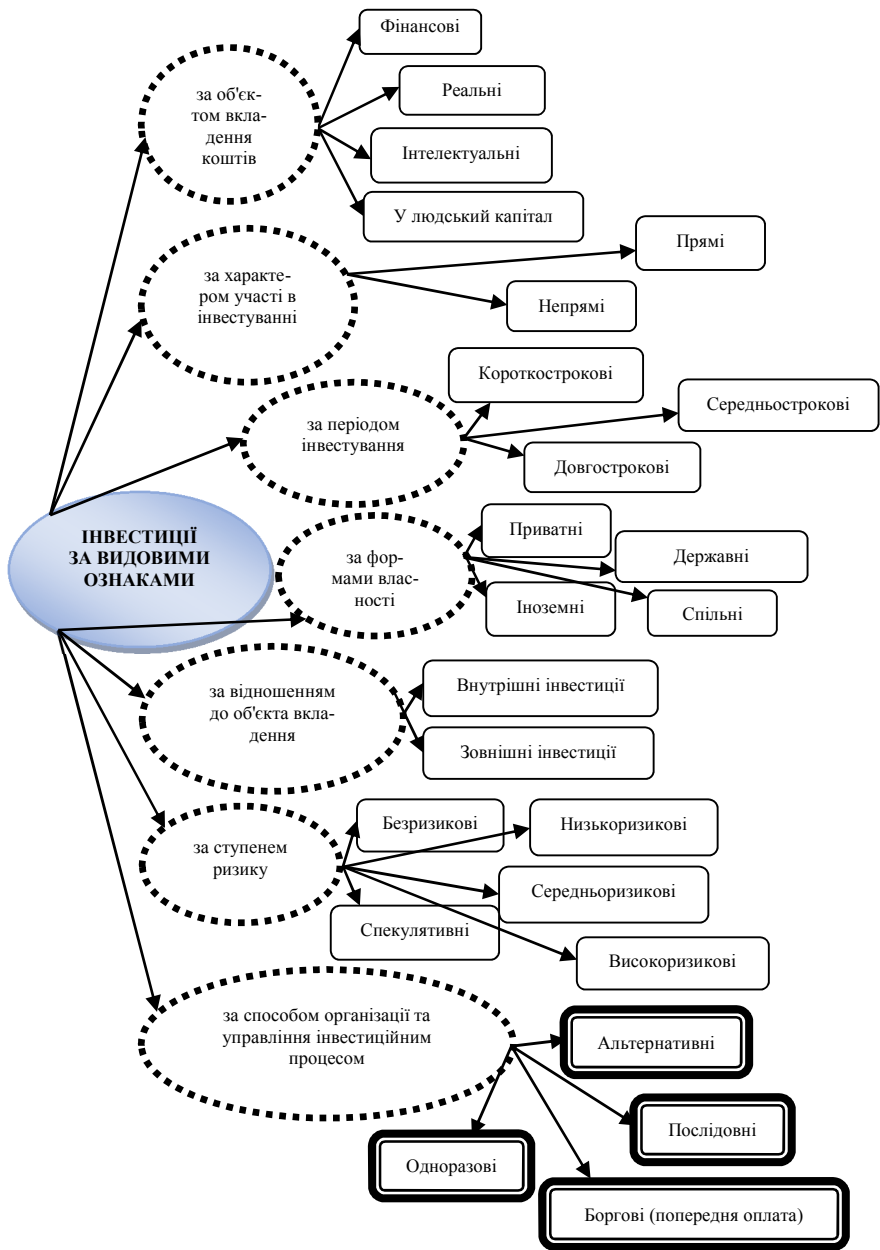 Фінансові
за об'єк-
том вкла-
дення
коштів
Реальні
Інтелектуальні
У людський капітал
Прямі
за характе-
ром участі в
інвестуванні
Непрямі
Короткострокові
Середньострокові
за періодом
інвестування
Довгострокові
ІНВЕСТИЦІЇ
ЗА ВИДОВИМИ
ОЗНАКАМИ
Приватні
за фор-
мами влас-
ності
Державні
Іноземні
Спільні
за відношенням
до об'єкта вкла-
дення
Внутрішні інвестиції
Зовнішні інвестиції
Безризикові
Низькоризикові
за ступенем
ризику
Середньоризикові
Спекулятивні
Високоризикові
за способом організації та
управління інвестиційним
процесом
Альтернативні
Послідовні
Одноразові
Боргові (попередня оплата)